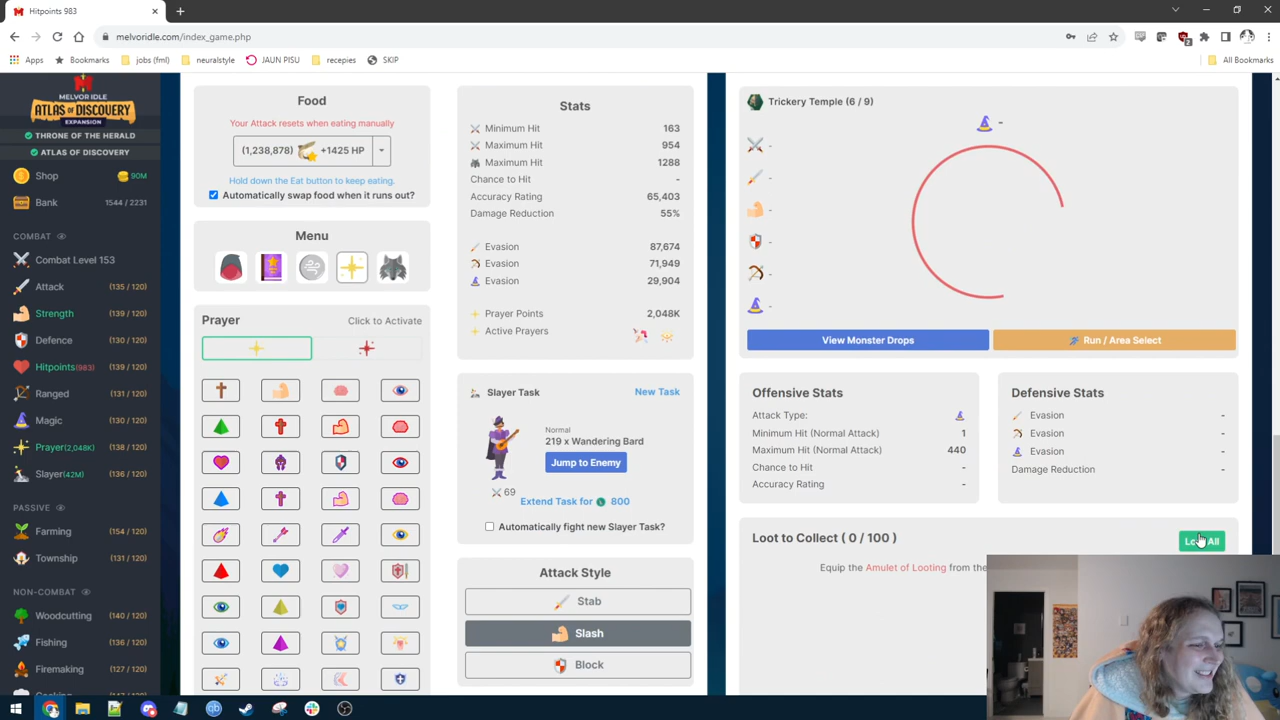 Hitpoints 983
melvoridle.com/index_game.php
Apps
Bookmarks
jobs (fml)
neuralstyle
JAUN PISU
recepies
SKIP
All Bookmarks
MELVOR IDLE
ATLAS OF DISCOVERY
EXPANSION
THRONE OF THE HERALD
ATLAS OF DISCOVERY
Shop 90M
Bank 1544 / 2231
COMBAT
Combat Level 153
Attack (135 / 120)
Strength (139 / 120)
Defence (130 / 120)
Hitpoints(983) (139 / 120)
Ranged (131 / 120)
Magic (130 / 120)
Prayer(2,048K) (138 / 120)
Slayer(42M) (136 / 120)
PASSIVE
Farming (154 / 120)
Township (131 / 120)
NON-COMBAT
Woodcutting (140 / 120)
Fishing (136 / 120)
Firemaking (127 / 120)
Food
Your Attack resets when eating manually
(1,238,878) +1425 HP
Hold down the Eat button to keep eating.
Automatically swap food when it runs out?
Menu
Prayer Click to Activate
Stats
Minimum Hit 163
Maximum Hit 954
Maximum Hit 1288
Chance to Hit -
Accuracy Rating 65,403
Damage Reduction 55%
Evasion 87,674
Evasion 71,949
Evasion 29,904
Prayer Points 2,048K
Active Prayers
Slayer Task New Task
Normal
219 x Wandering Bard
Jump to Enemy
69
Extend Task for 800
Automatically fight new Slayer Task?
Attack Style
Stab
Slash
Block
Trickery Temple (6 / 9)
-
-
-
-
-
-
-
View Monster Drops
Run / Area Select
Offensive Stats
Attack Type:
Minimum Hit (Normal Attack) 1
Maximum Hit (Normal Attack) 440
Chance to Hit -
Accuracy Rating -
Defensive Stats
Evasion -
Evasion -
Evasion -
Damage Reduction -
Loot to Collect ( 0 / 100 )
Equip the Amulet of Looting from the